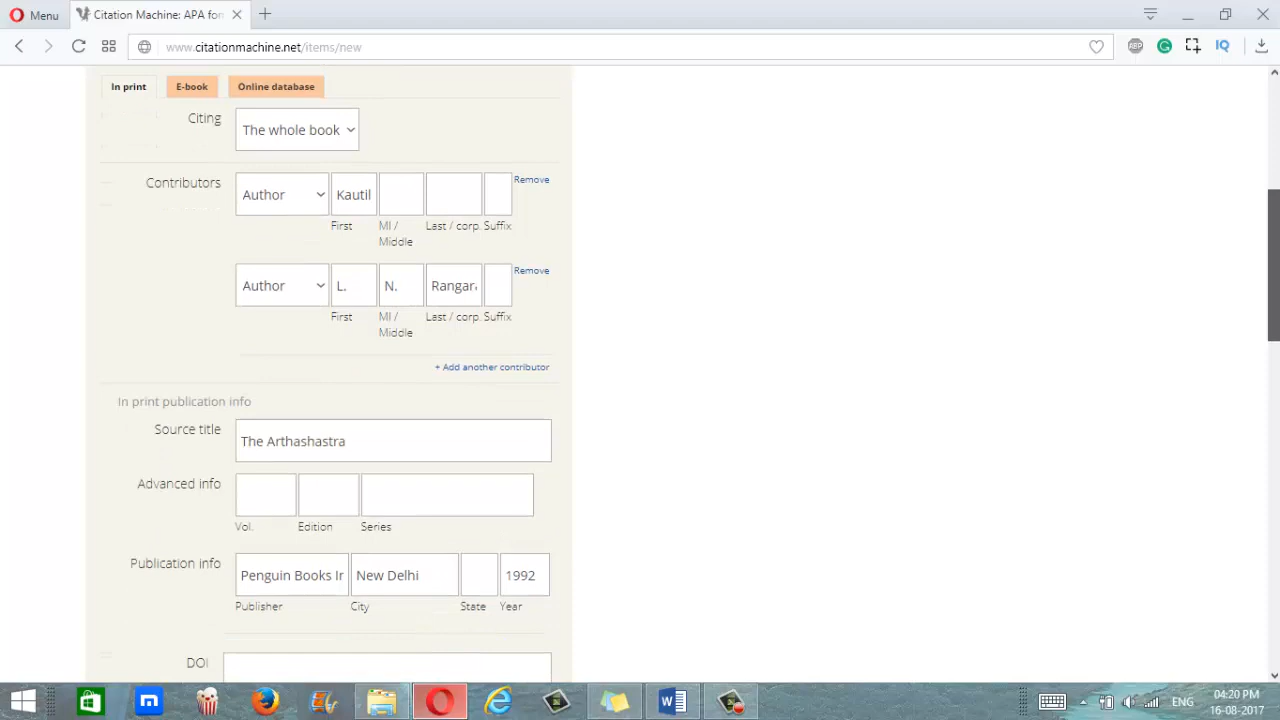 Menu
Citation Machine: APA for
www.citationmachine.net/items/new
ABP
IQ
In print
E-book
Online database
Citing
The whole book
Contributors
Author
Kautil
Remove
First
MI /
Middle
Last / corp.
Suffix
Author
L.
N.
Rangar
Remove
First
MI /
Middle
Last / corp.
Suffix
+ Add another contributor
In print publication info
Source title
The Arthashastra
Advanced info
Vol.
Edition
Series
Publication info
Penguin Books Ir
New Delhi
1992
Publisher
City
State
Year
DOI
ENG
04:20 PM
16-08-2017